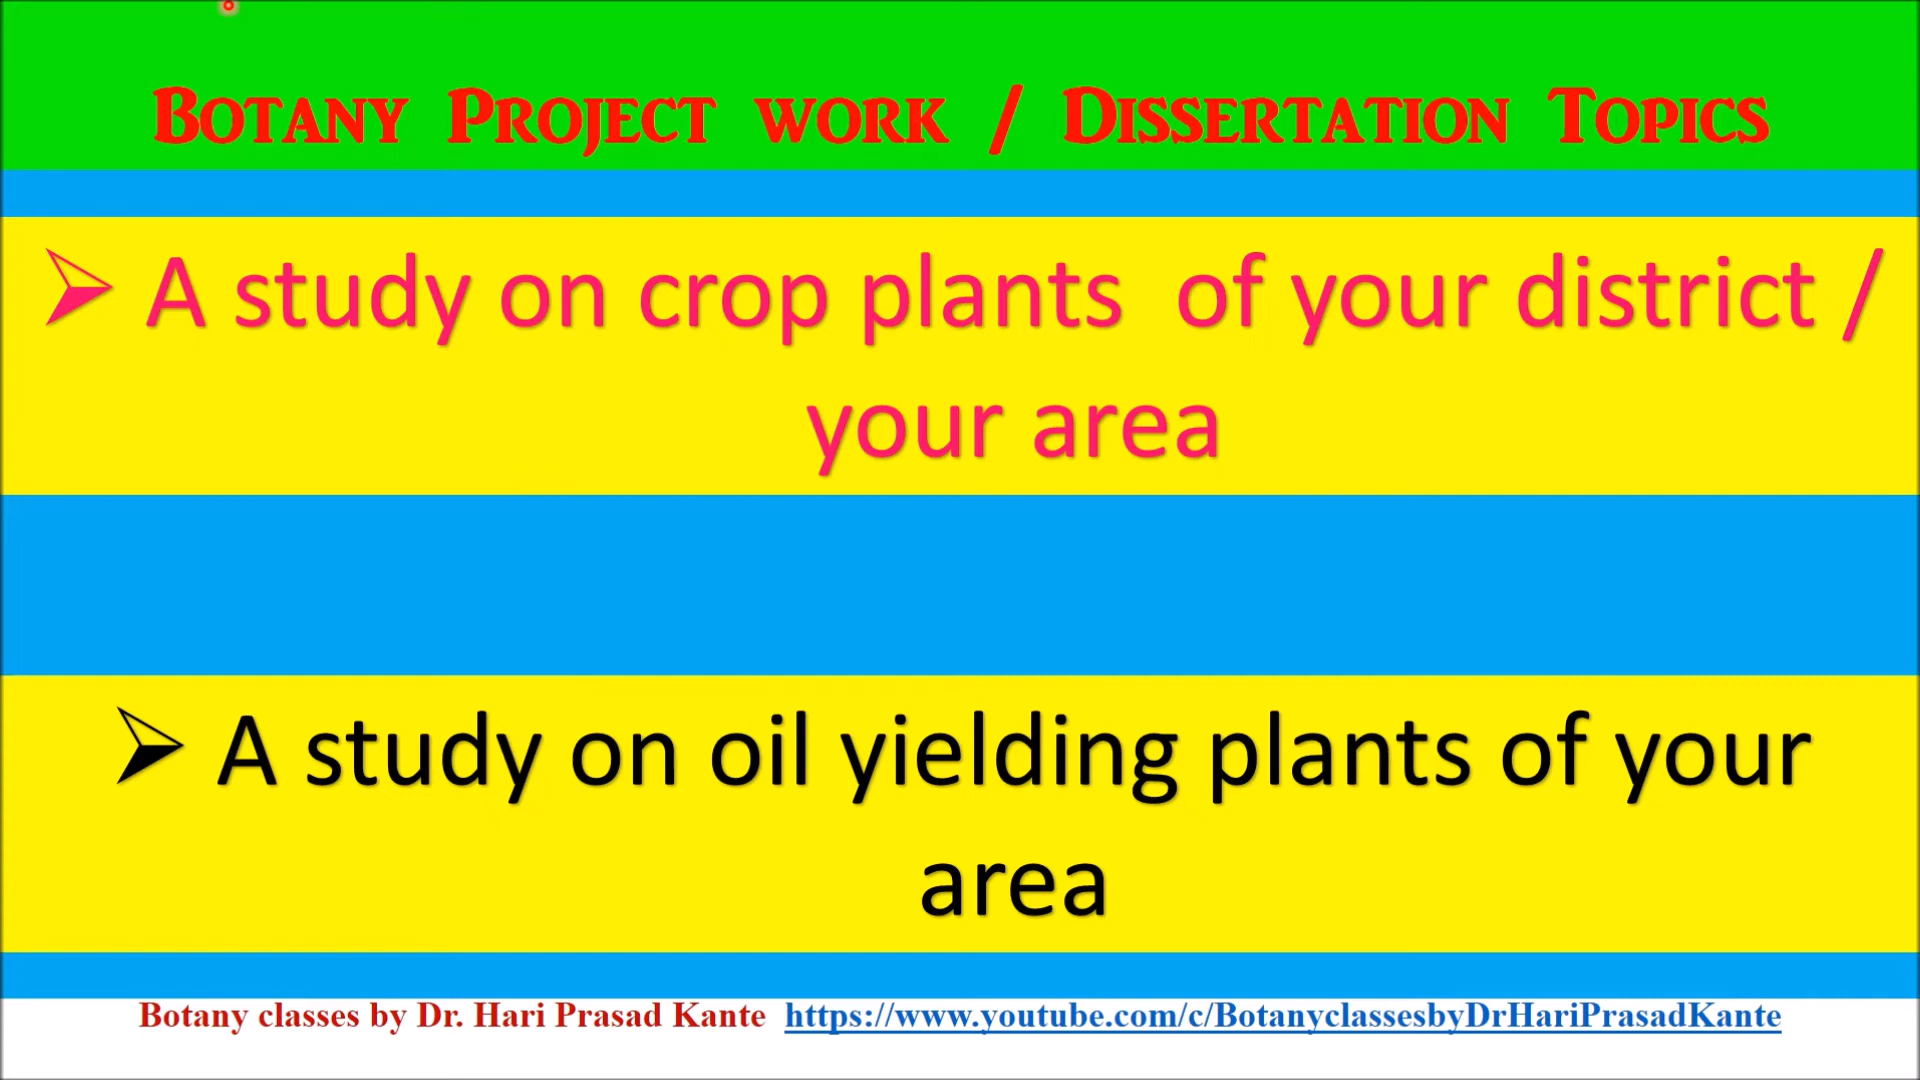 BOTANY PROJECT WORK / DISSERTATION TOPICS
➢ A study on crop plants of your district /
your area
➢ A study on oil yielding plants of your
area
Botany classes by Dr. Hari Prasad Kante https://www.youtube.com/c/BotanyclassesbyDrHariPrasadKante